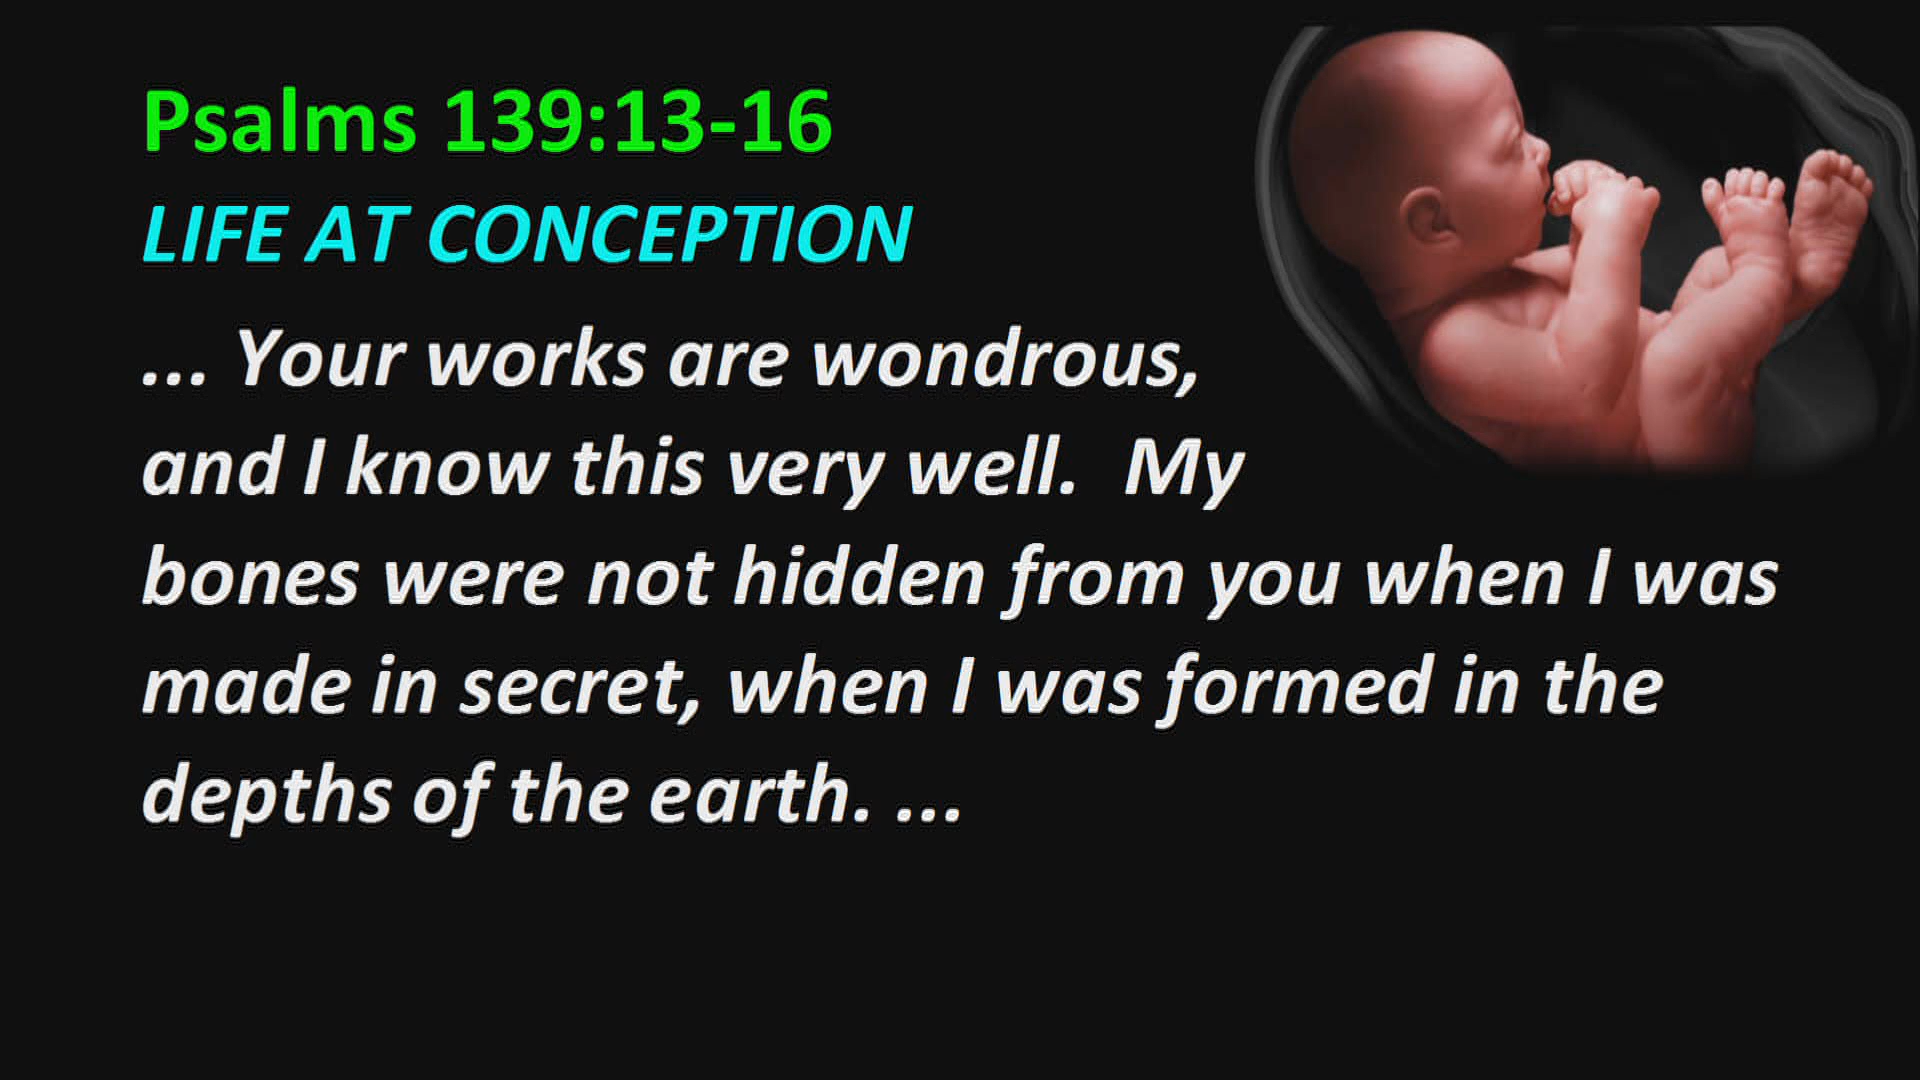 Psalms 139:13-16
LIFE AT CONCEPTION
... Your works are wondrous,
and I know this very well.  My
bones were not hidden from you when I was
made in secret, when I was formed in the
depths of the earth. ...